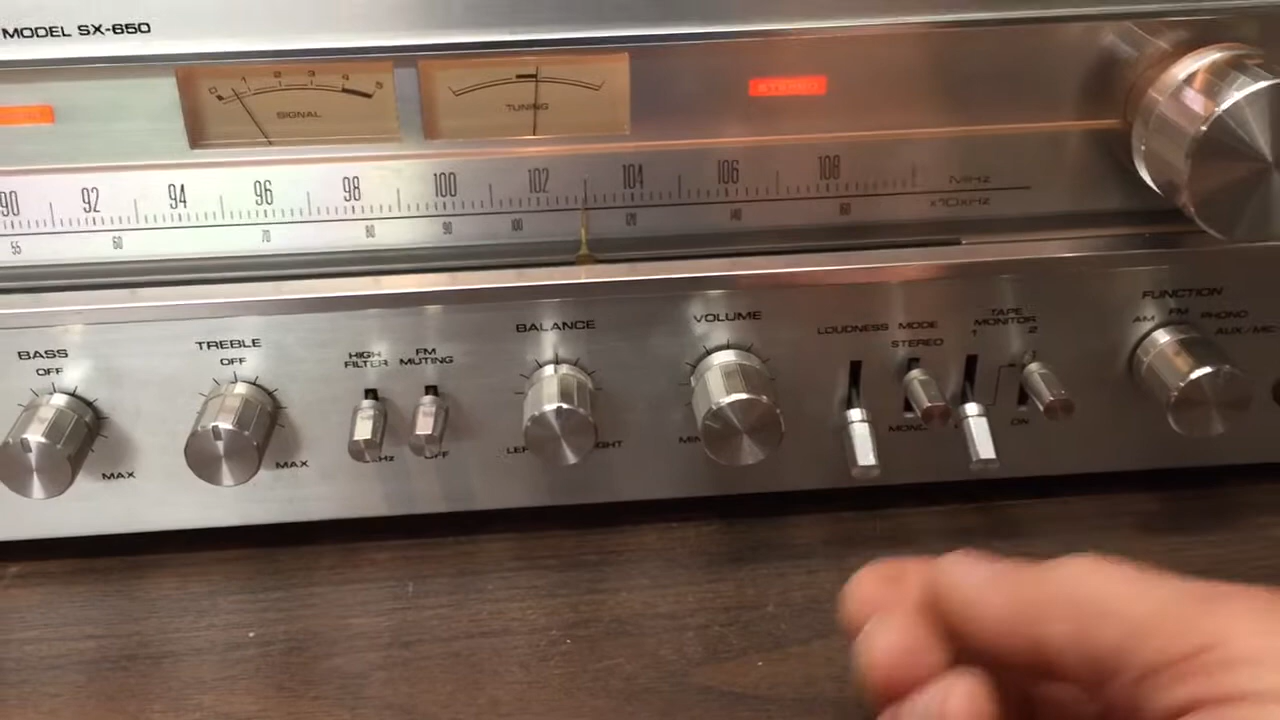 MODEL SX-650
0 1 2 3 4 5
SIGNAL
TUNING
STEREO
90 92 94 96 98 100 102 104 106 108 MHz
55 60 70 80 90 100 120 140 160 x10kHz
BASS
OFF
MAX
TREBLE
OFF
MAX
HIGH
FILTER
FM
MUTING
OFF
BALANCE
VOLUME
MIN
LOUDNESS
MODE
STEREO
MONO
TAPE
MONITOR
1 2
ON
FUNCTION
AM FM PHONO